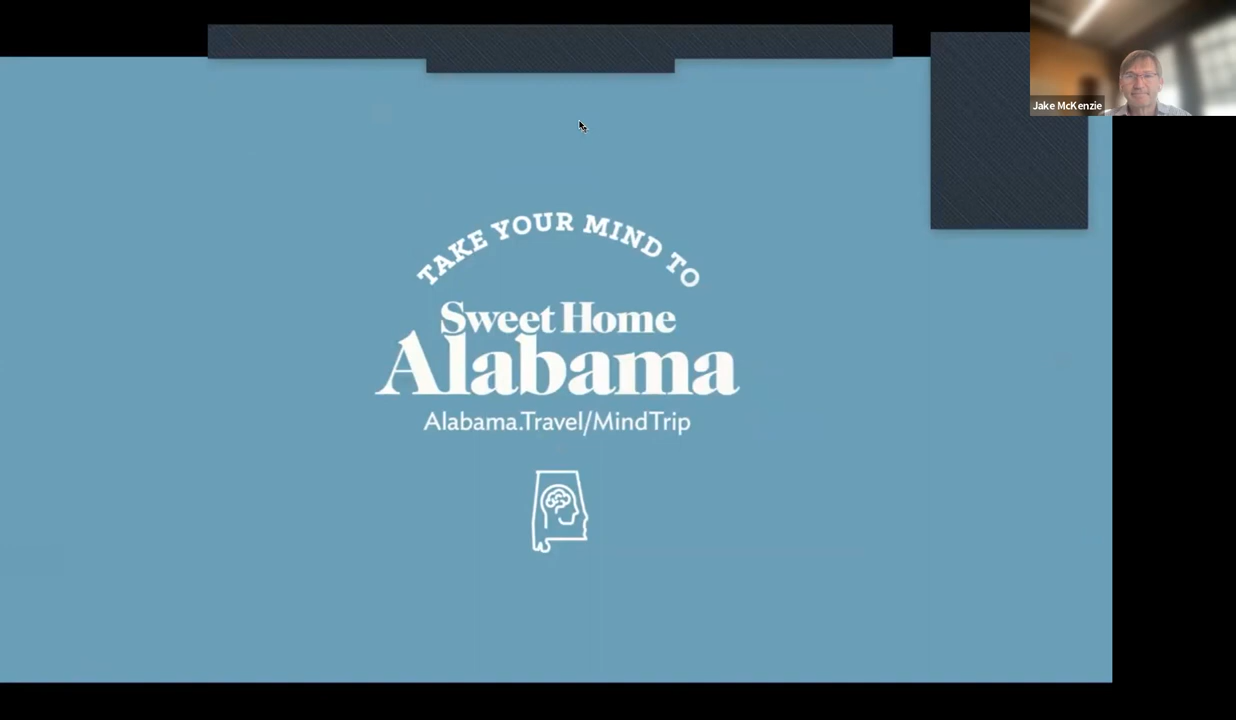 Jake McKenzie
TAKE YOUR MIND TO
Sweet Home
Alabama
Alabama.Travel/MindTrip